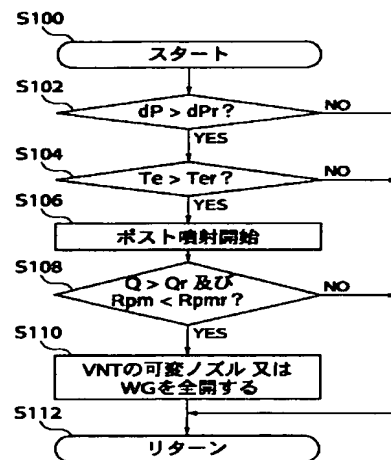 S100
スタート
S102
dP > dPr?
NO
YES
S104
Te > Ter?
NO
YES
S106
ポスト噴射開始
S108
Q > Qr 及び
Rpm < Rpmr?
NO
YES
S110
VNTの可変ノズル 又は
WGを全開する
S112
リターン